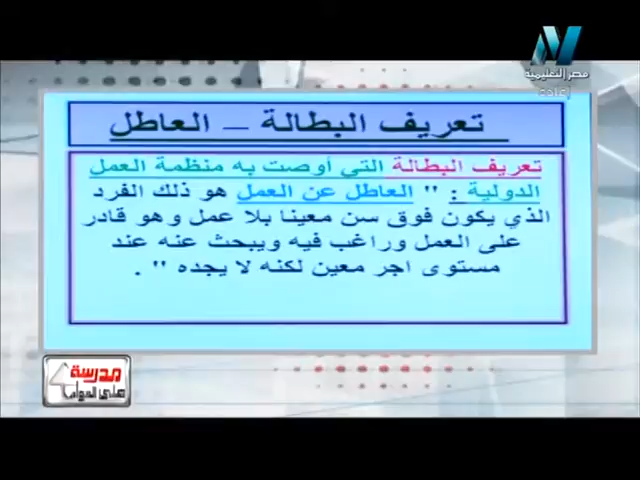 مصر التعليمية
إعادة
تعريف البطالة – العاطل
تعريف البطالة التي أوصت به منظمة العمل
الدولية : " العاطل عن العمل هو ذلك الفرد
الذي يكون فوق سن معينا بلا عمل وهو قادر
على العمل وراغب فيه ويبحث عنه عند
مستوى اجر معين لكنه لا يجده " .
مدرسة
على الهواء